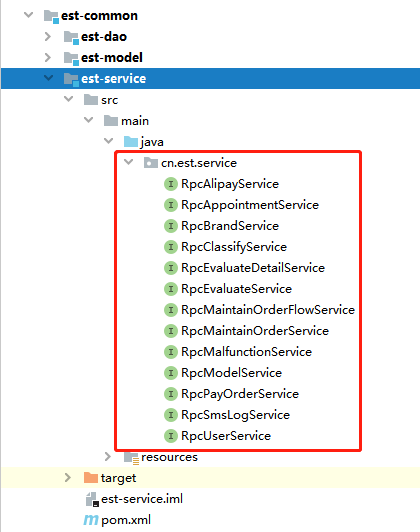 est-common
est-dao
est-model
est-service
src
main
java
cn.est.service
RpcAlipayService
RpcAppointmentService
RpcBrandService
RpcClassifyService
RpcEvaluateDetailService
RpcEvaluateService
RpcMaintainOrderFlowService
RpcMaintainOrderService
RpcMalfunctionService
RpcModelService
RpcPayOrderService
RpcSmsLogService
RpcUserService
resources
target
est-service.iml
pom.xml